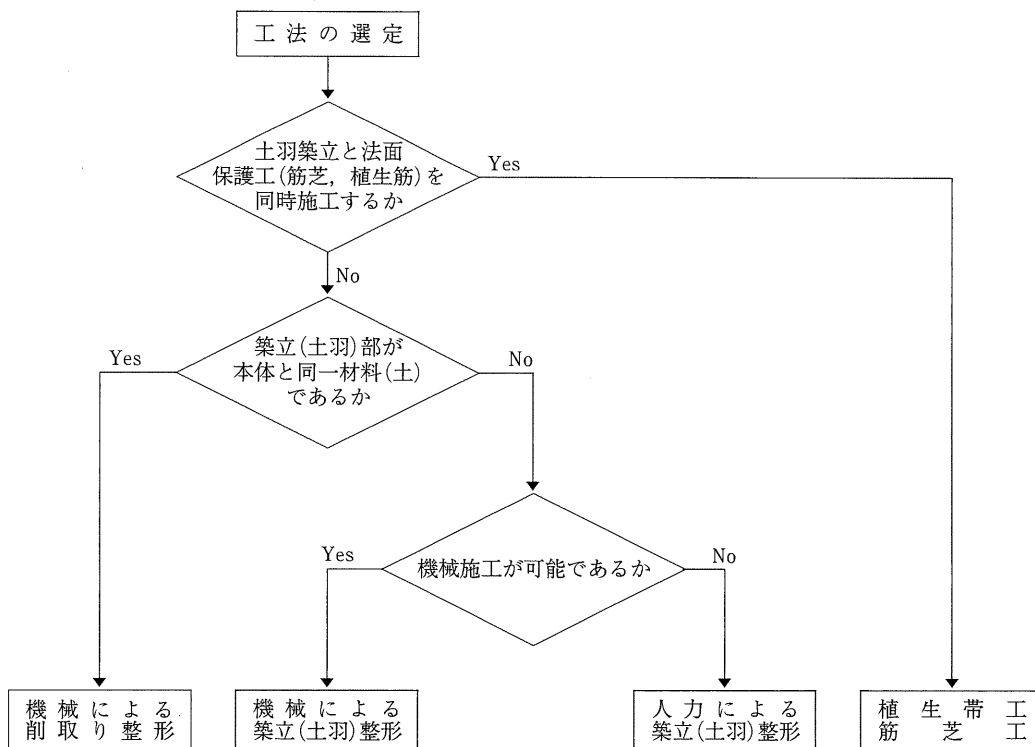 工法の選定
土羽築立と法面
保護工(筋芝，植生筋)を
同時施工するか
Yes
No
築立(土羽)部が
本体と同一材料(土)
であるか
Yes
No
機械施工が可能であるか
Yes
No
機械による
削取り整形
機械による
築立(土羽)整形
人力による
築立(土羽)整形
植生帯工
筋芝工